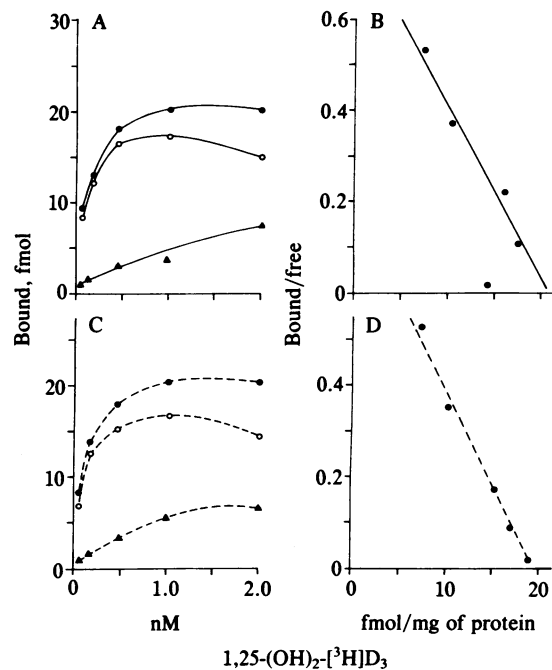 A
30
20
10
0
Bound, fmol
B
0.6
0.4
0.2
0
Bound/free
C
20
10
0
0
1.0
2.0
nM
D
0.4
0.2
0
0
10
20
fmol/mg of protein
1,25-(OH)₂-[³H]D₃